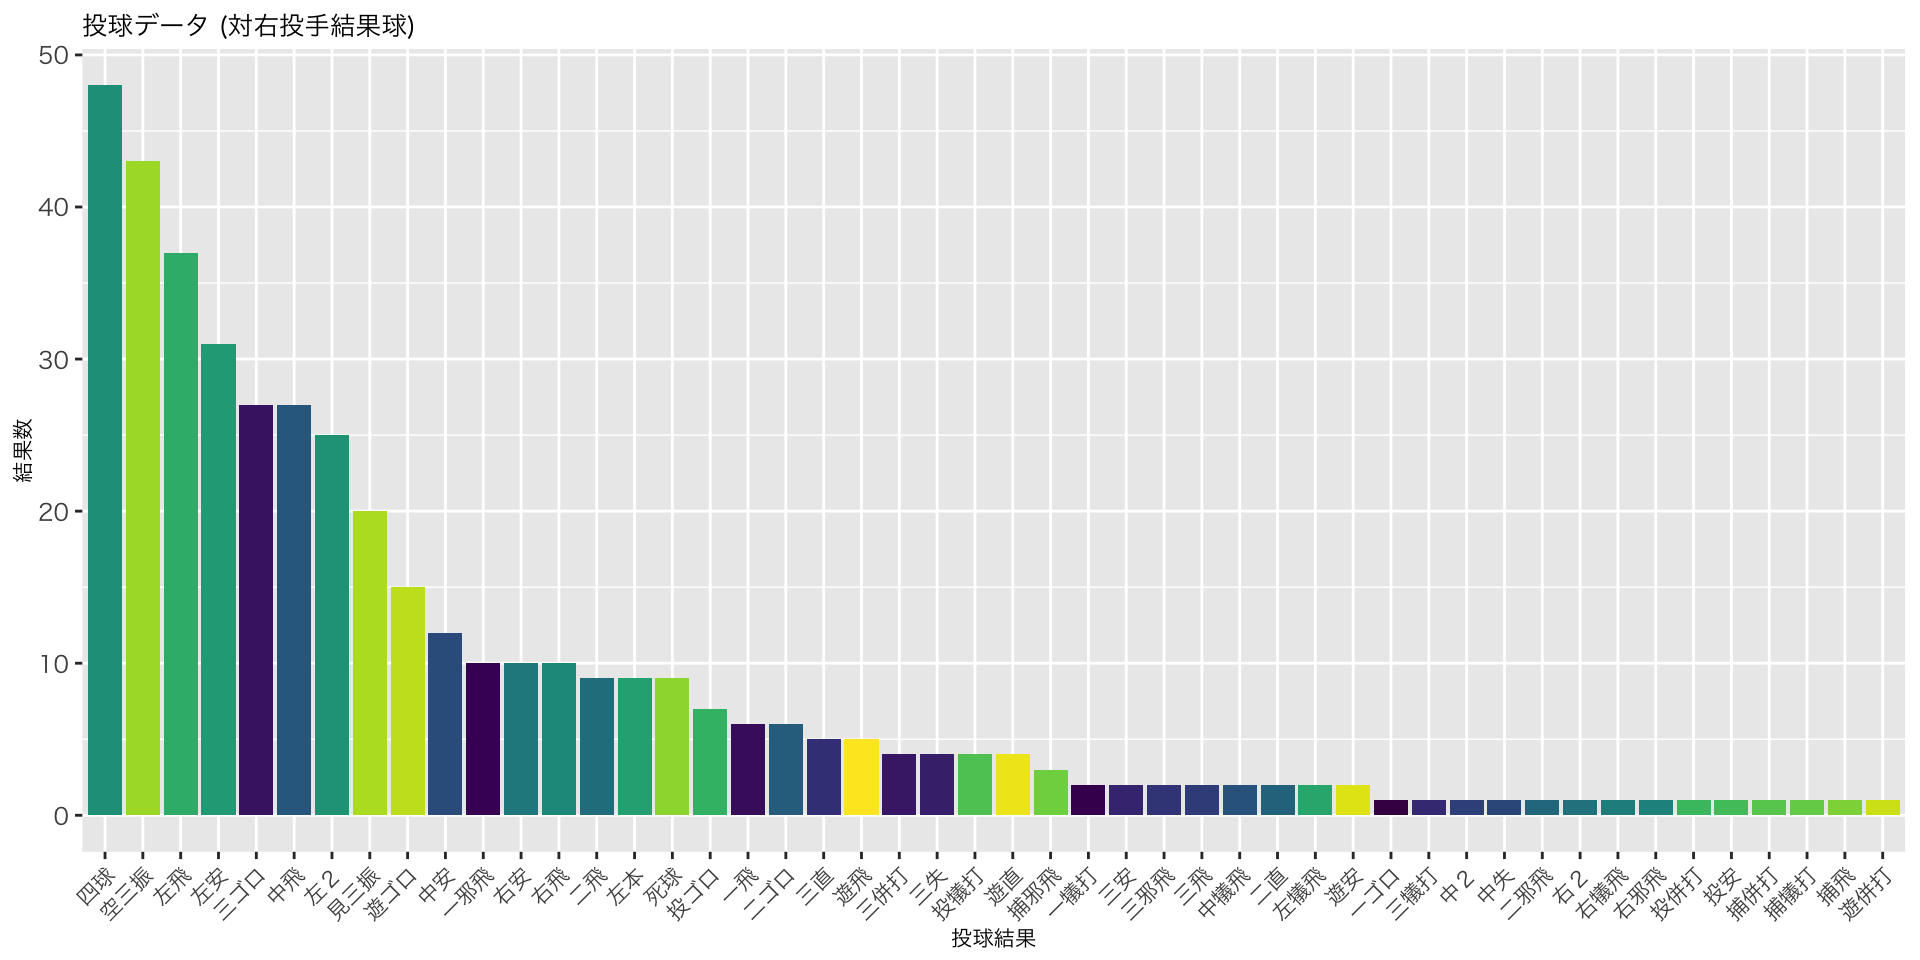 投球データ (対右投手結果球)
50
40
30
20
10
0
結果数
四球
空三振
左飛
左安
三ゴロ
中飛
左２
見三振
遊ゴロ
中安
一邪飛
右安
右飛
二飛
左本
死球
投ゴロ
一飛
二ゴロ
三直
遊飛
三併打
三失
投犠打
遊直
捕邪飛
一犠打
三安
三邪飛
三飛
中犠飛
二直
左犠飛
遊安
一ゴロ
三犠打
中２
中失
二邪飛
右２
右犠飛
右邪飛
投併打
投安
捕併打
捕犠打
捕飛
遊併打
投球結果